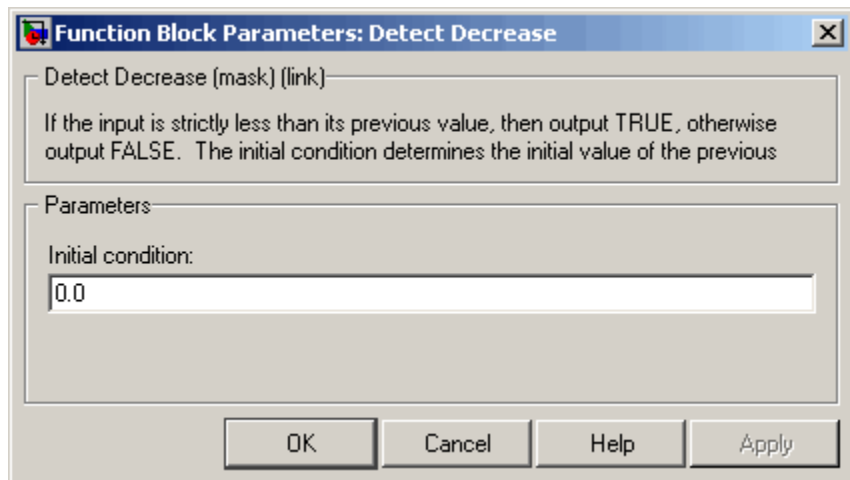 Function Block Parameters: Detect Decrease
Detect Decrease (mask) (link)
If the input is strictly less than its previous value, then output TRUE, otherwise
output FALSE.  The initial condition determines the initial value of the previous
Parameters
Initial condition:
0.0
OK Cancel Help Apply